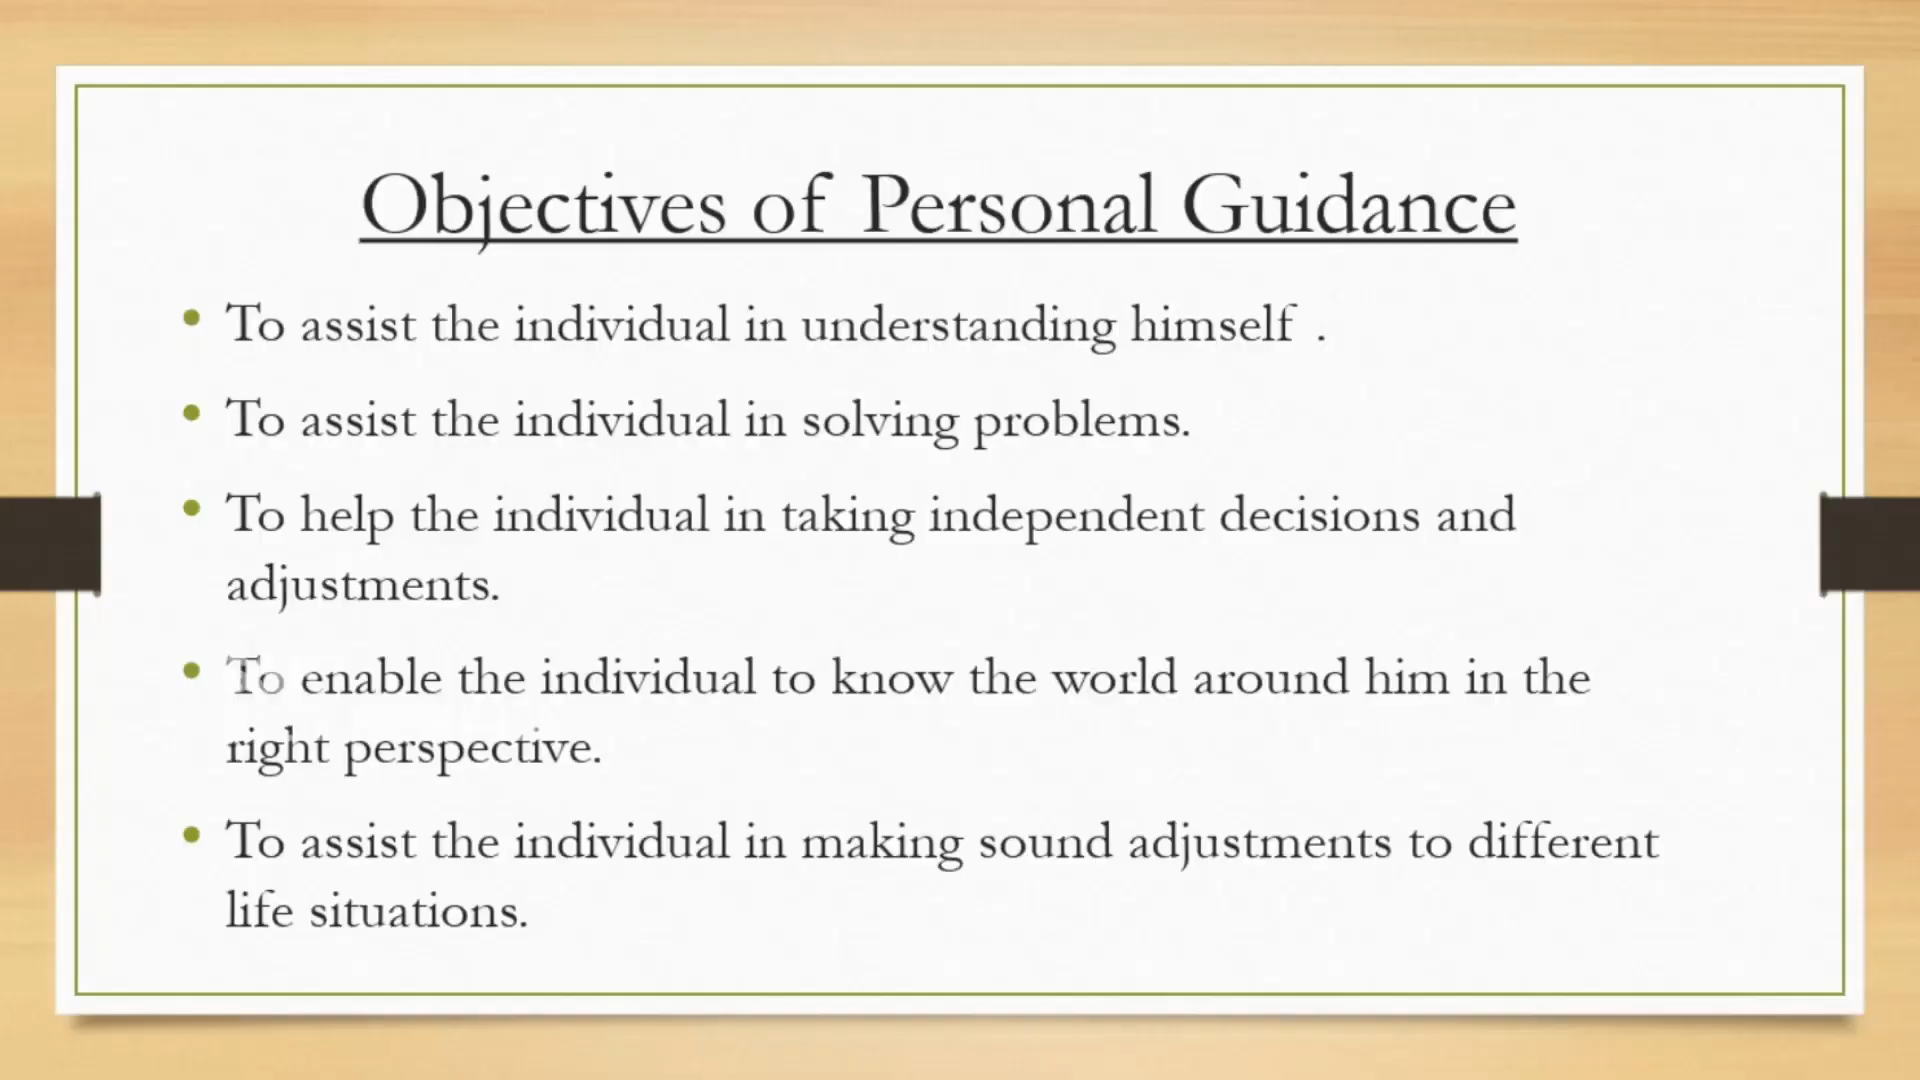 Objectives of Personal Guidance
To assist the individual in understanding himself .
To assist the individual in solving problems.
To help the individual in taking independent decisions and
adjustments.
To enable the individual to know the world around him in the
right perspective.
To assist the individual in making sound adjustments to different
life situations.